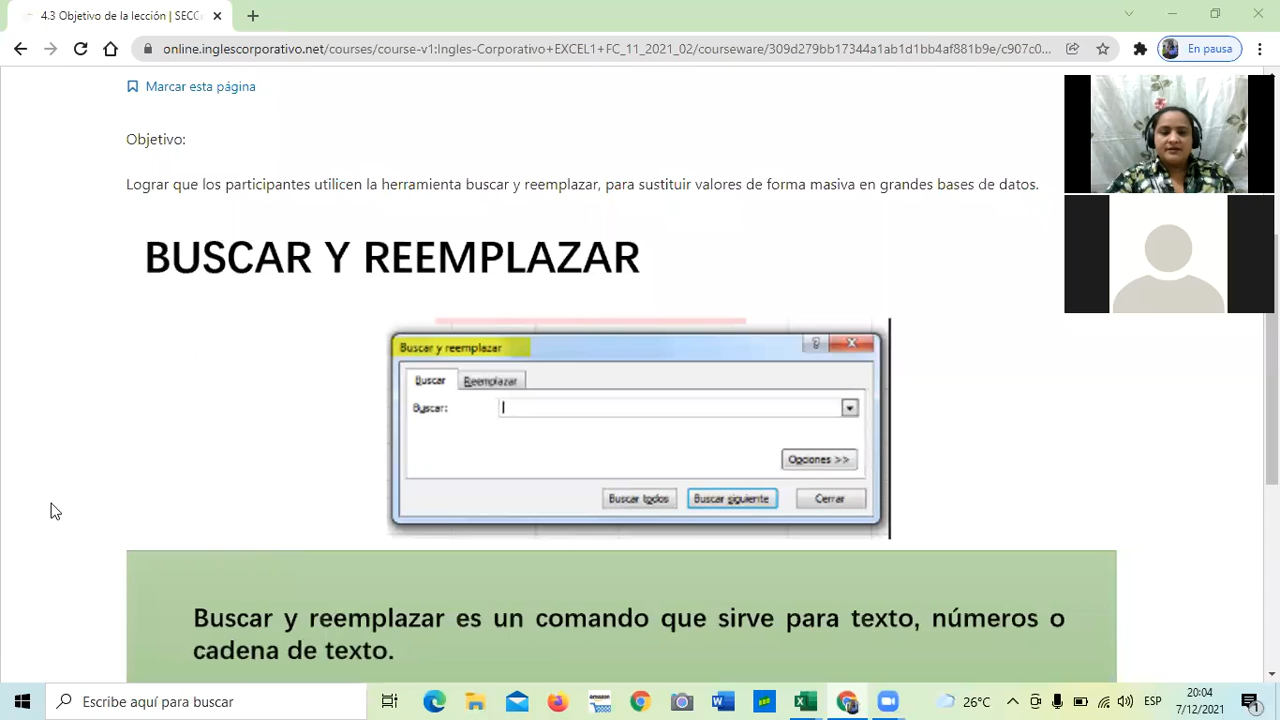 4.3 Objetivo de la lección | SECC
online.inglescorporativo.net/courses/course-v1:Ingles-Corporativo+EXCEL1+FC_11_2021_02/courseware/309d279bb17344a1ab1d1bb4af881b9e/c907c0...
En pausa
Marcar esta página
Objetivo:
Lograr que los participantes utilicen la herramienta buscar y reemplazar, para sustituir valores de forma masiva en grandes bases de datos.
BUSCAR Y REEMPLAZAR
Buscar y reemplazar
Buscar Reemplazar
Buscar:
Opciones >>
Buscar todos Buscar siguiente Cerrar
Buscar y reemplazar es un comando que sirve para texto, números o
cadena de texto.
Escribe aquí para buscar
amazon
26°C
ESP
20:04
7/12/2021
1